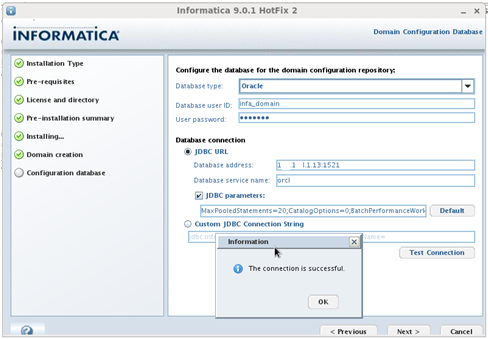 Informatica 9.0.1 HotFix 2
INFORMATICA
Domain Configuration Database
Installation Type
Pre-requisites
License and directory
Pre-installation summary
Installing...
Domain creation
Configuration database
Configure the database for the domain configuration repository:
Database type: Oracle
Database user ID: infa_domain
User password: •••••••
Database connection
JDBC URL
Database address: 1 .1 .1.13:1521
Database service name: orcl
JDBC parameters:
MaxPooledStatements=20;CatalogOptions=0;BatchPerformanceWor Default
Custom JDBC Connection String
Information
The connection is successful.
OK
Test Connection
< Previous Next > Cancel